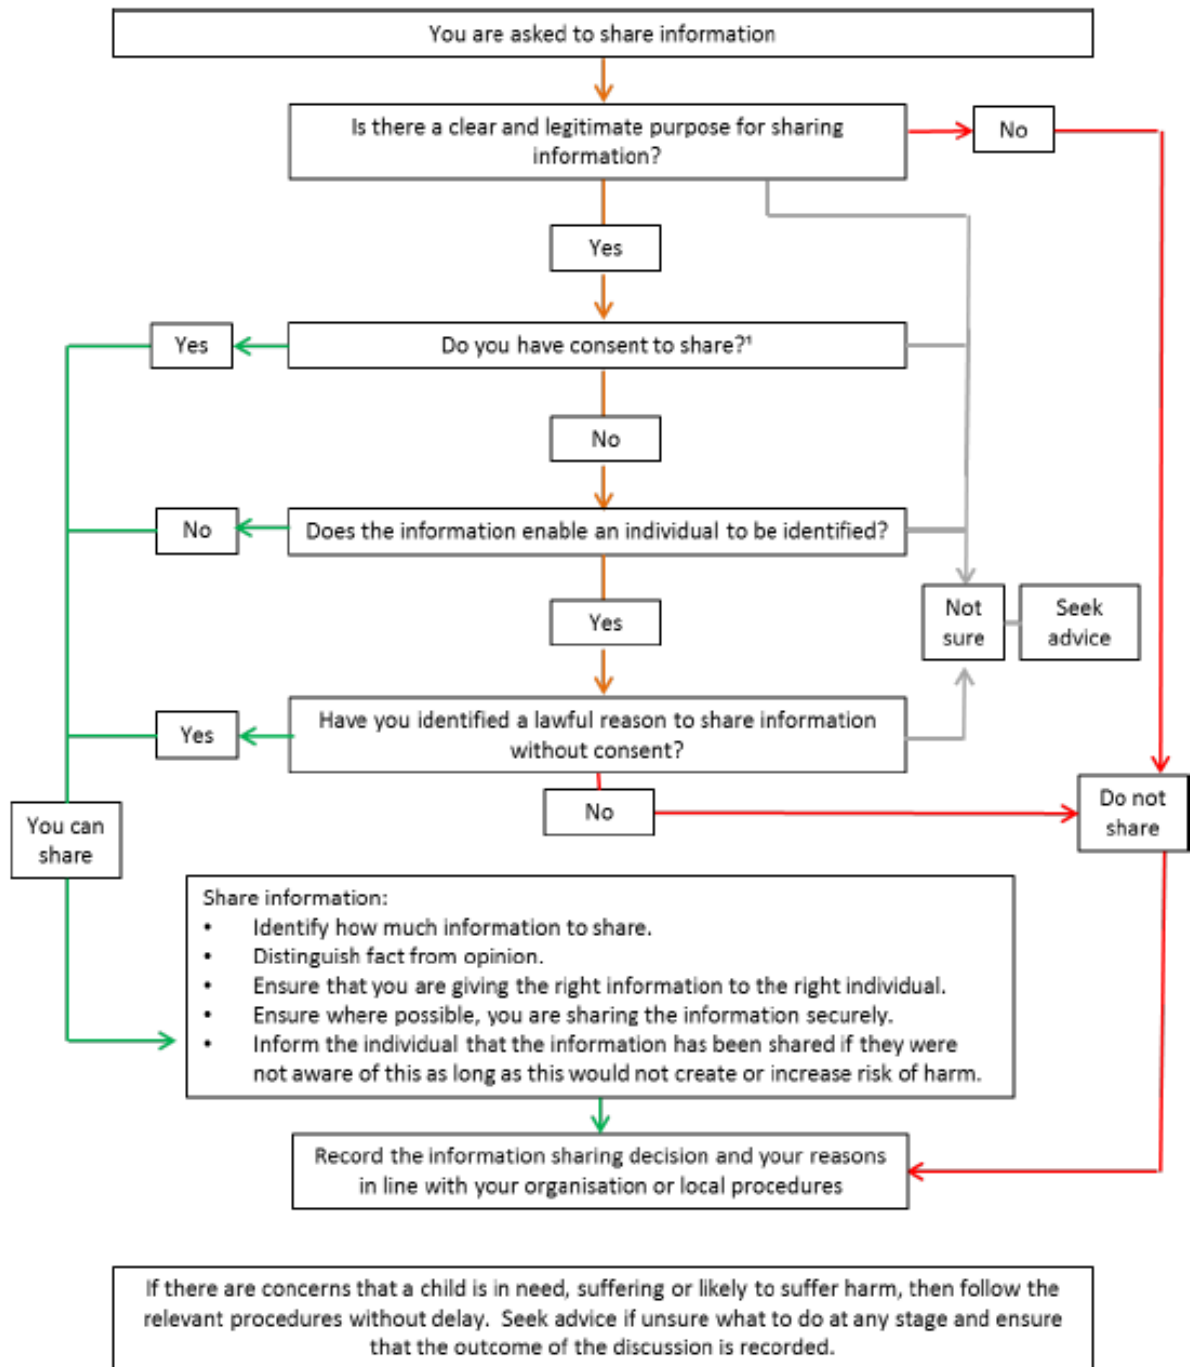 You are asked to share information
Is there a clear and legitimate purpose for sharing
information?
No
Yes
Yes
Do you have consent to share?¹
No
No
Does the information enable an individual to be identified?
Yes
Not
sure
Seek
advice
Yes
Have you identified a lawful reason to share information
without consent?
No
You can
share
Do not
share
Share information:
• Identify how much information to share.
• Distinguish fact from opinion.
• Ensure that you are giving the right information to the right individual.
• Ensure where possible, you are sharing the information securely.
• Inform the individual that the information has been shared if they were
not aware of this as long as this would not create or increase risk of harm.
Record the information sharing decision and your reasons
in line with your organisation or local procedures
If there are concerns that a child is in need, suffering or likely to suffer harm, then follow the
relevant procedures without delay. Seek advice if unsure what to do at any stage and ensure
that the outcome of the discussion is recorded.